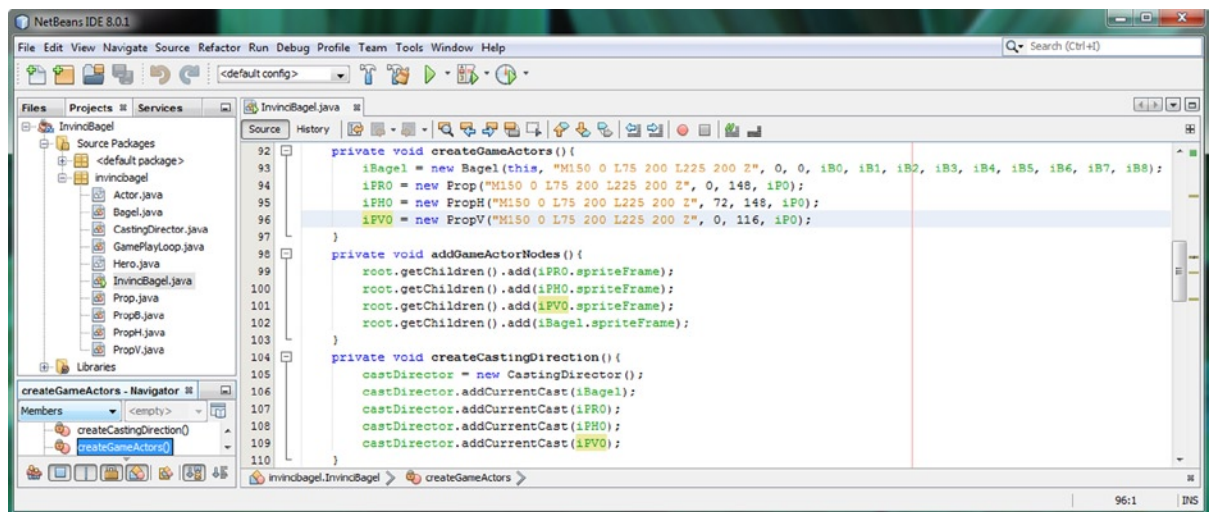 NetBeans IDE 8.0.1
File Edit View Navigate Source Refactor Run Debug Profile Team Tools Window Help
Search (Ctrl+I)
<default config>
Files Projects Services
InvinciBagel.java
InvinciBagel
Source Packages
<default package>
invincibagel
Actor.java
Bagel.java
CastingDirector.java
GamePlayLoop.java
Hero.java
InvinciBagel.java
Prop.java
PropB.java
PropH.java
PropV.java
Libraries
createGameActors - Navigator
Members <empty>
createCastingDirection()
createGameActors()
Source History
92 private void createGameActors(){
93 iBagel = new Bagel(this, "M150 0 L75 200 L225 200 Z", 0, 0, iB0, iB1, iB2, iB3, iB4, iB5, iB6, iB7, iB8);
94 iPR0 = new Prop("M150 0 L75 200 L225 200 Z", 0, 148, iP0);
95 iPH0 = new PropH("M150 0 L75 200 L225 200 Z", 72, 148, iP0);
96 iPV0 = new PropV("M150 0 L75 200 L225 200 Z", 0, 116, iP0);
97 }
98 private void addGameActorNodes(){
99 root.getChildren().add(iPR0.spriteFrame);
100 root.getChildren().add(iPH0.spriteFrame);
101 root.getChildren().add(iPV0.spriteFrame);
102 root.getChildren().add(iBagel.spriteFrame);
103 }
104 private void createCastingDirection(){
105 castDirector = new CastingDirector();
106 castDirector.addCurrentCast(iBagel);
107 castDirector.addCurrentCast(iPR0);
108 castDirector.addCurrentCast(iPH0);
109 castDirector.addCurrentCast(iPV0);
110 }
invincibagel.InvinciBagel createGameActors
96:1 INS